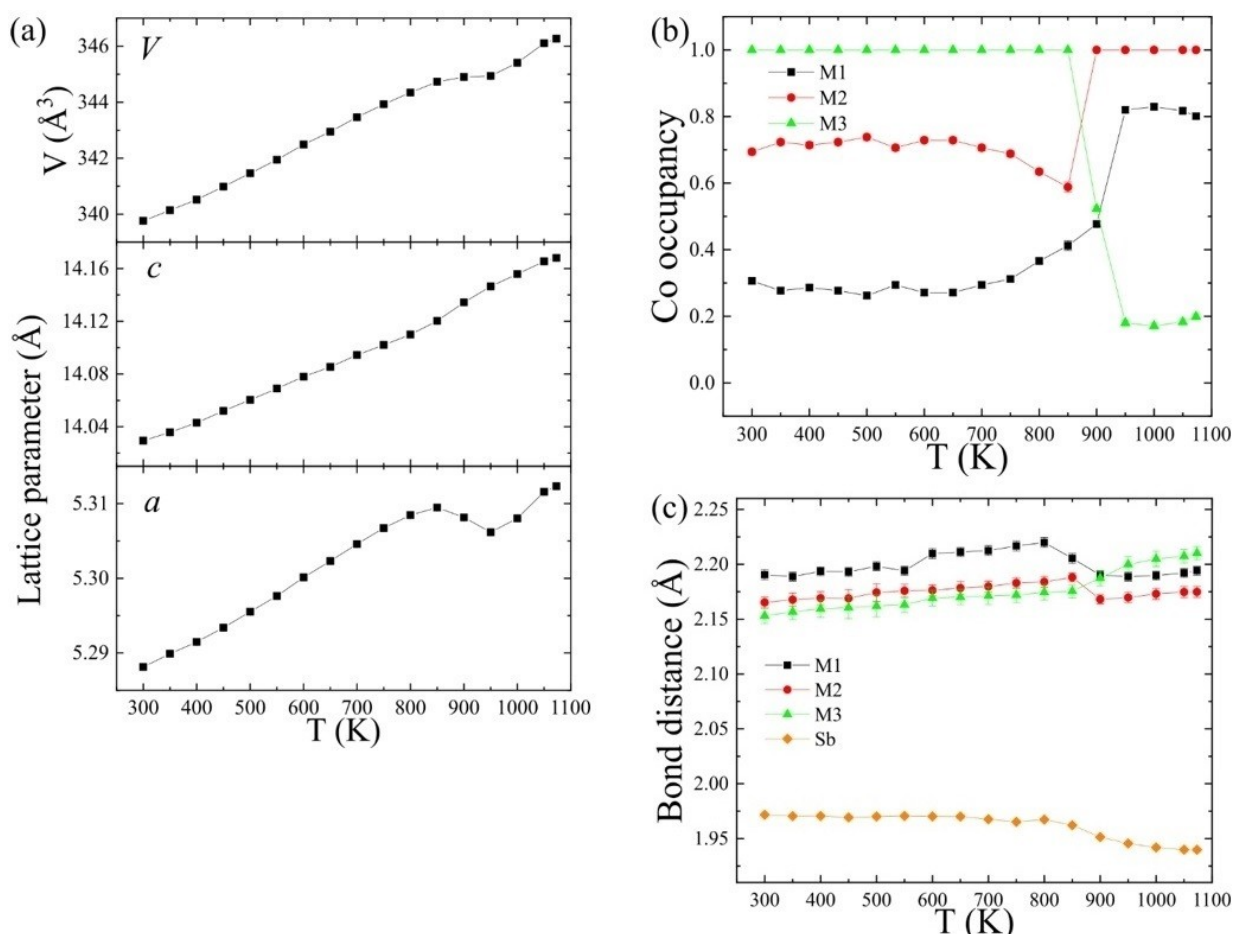 (a)
V
346
344
342
340
V (Å³)
c
14.16
14.12
14.08
14.04
Lattice parameter (Å)
a
5.31
5.30
5.29
300 400 500 600 700 800 900 1000 1100
T (K)
(b)
1.0
0.8
0.6
0.4
0.2
0.0
Co occupancy
M1
M2
M3
300 400 500 600 700 800 900 1000 1100
T (K)
(c)
2.25
2.20
2.15
2.10
2.05
2.00
1.95
Bond distance (Å)
M1
M2
M3
Sb
300 400 500 600 700 800 900 1000 1100
T (K)